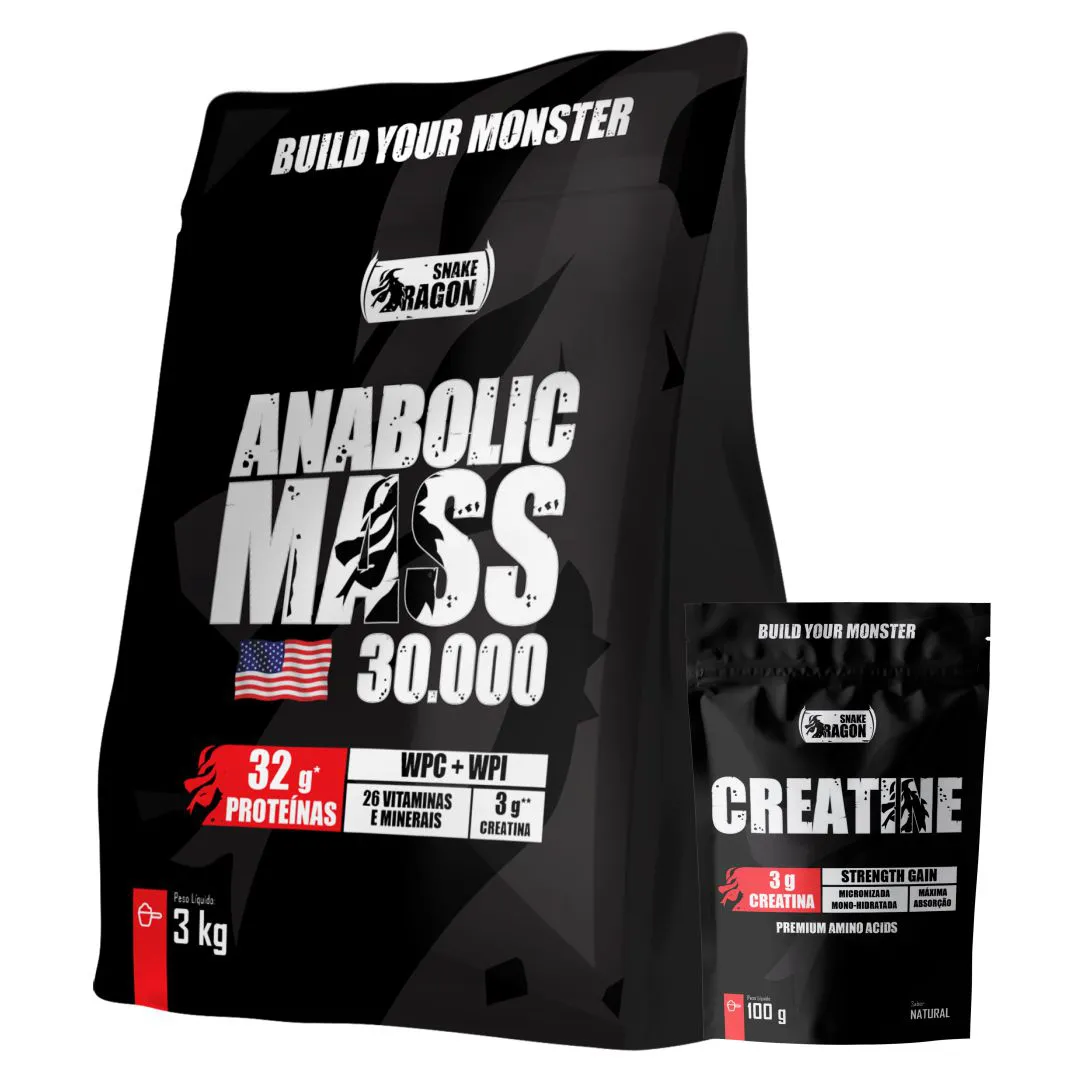 BUILD YOUR MONSTER
SNAKE
DRAGON
ANABOLIC
MASS
30.000
32 g*
PROTEÍNAS
WPC + WPI
26 VITAMINAS
E MINERAIS
3 g**
CREATINA
Peso Líquido
3 kg
BUILD YOUR MONSTER
SNAKE
DRAGON
CREATINE
3 g
CREATINA
STRENGTH GAIN
MICRONIZADA
MONO-HIDRATADA
MÁXIMA
ABSORÇÃO
PREMIUM AMINO ACIDS
Peso Líquido
100 g
Sabor
NATURAL